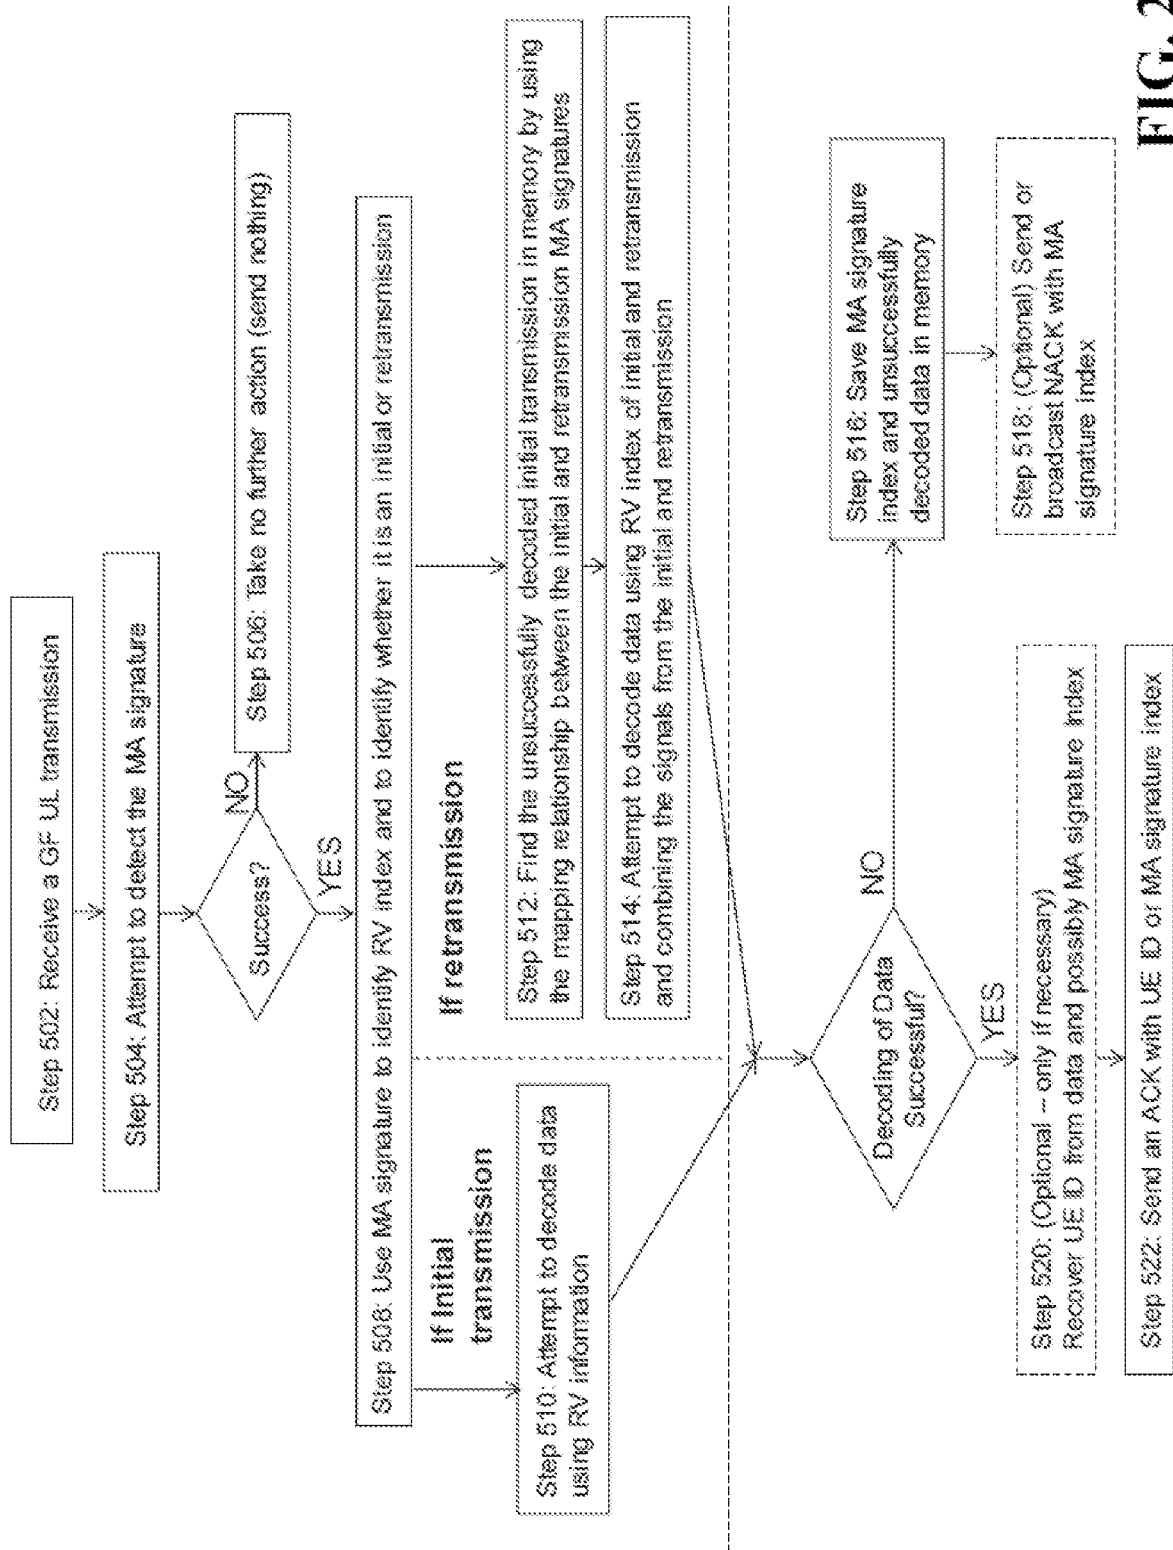 Step 502: Receive a GF UL transmission
Step 504: Attempt to detect the MA signature
Success?
NO
Step 506: Take no further action (send nothing)
YES
Step 508: Use MA signature to identify RV index and to identify whether it is an initial or retransmission
If Initial
transmission
If retransmission
Step 510: Attempt to decode data
using RV information
Step 512: Find the unsuccessfully decoded initial transmission in memory by using
the mapping relationship between the initial and retransmission MA signatures
Step 514: Attempt to decode data using RV index of initial and retransmission
and combining the signals from the initial and retransmission
Decoding of Data
Successful?
NO
Step 516: Save MA signature
index and unsuccessfully
decoded data in memory
Step 518: (Optional) Send or
broadcast NACK with MA
signature index
YES
Step 520: (Optional – only if necessary)
Recover UE ID from data and possibly MA signature index
Step 522: Send an ACK with UE ID or MA signature index
FIG. 2